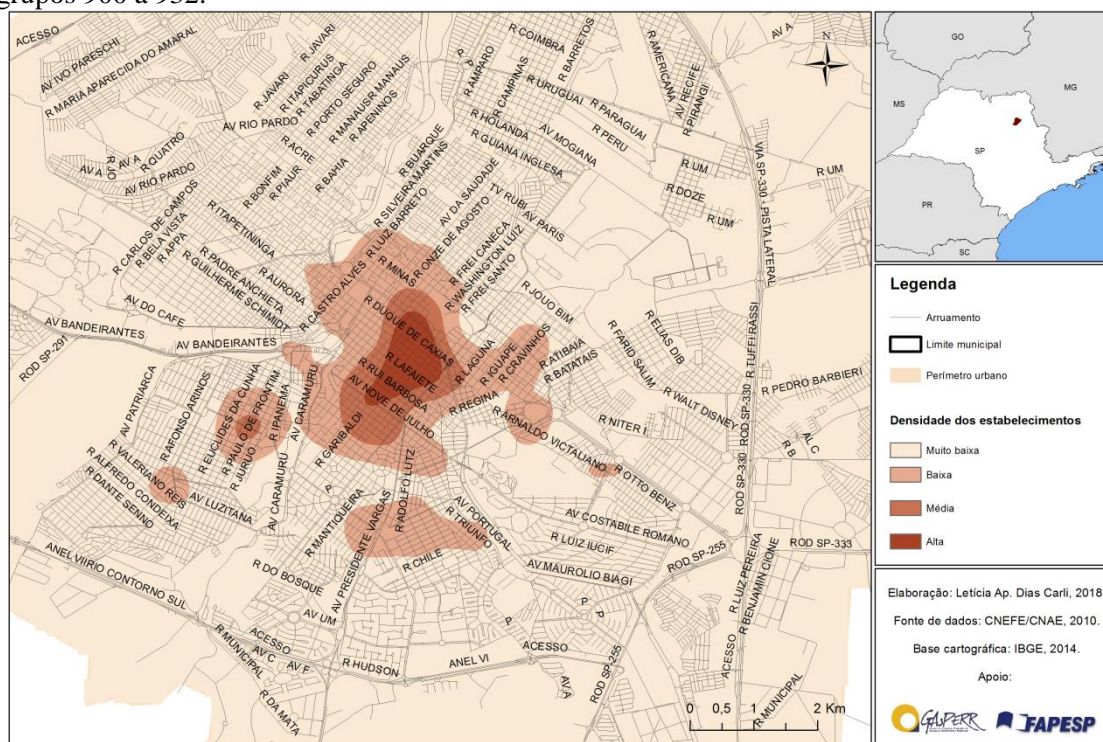 grupos 900 a 932.
ACESSO
AV IVO PARESCHI
R MARIA APARECIDA DO AMARAL
R JAVARI
R JAVARI
R ITAPICURUS
R TABATINGA
R PORTO SEGURO
R MANAUS
R MANAUS
R APENINOS
AV RIO PARDO
R ACRE
R BAHIA
R BONFIM
R PIAUR
R JO
AV A
AV A
R QUATRO
AV RIO PARDO
R CARLOS DE CAMPOS
R BELA VISTA
R APPA
R ITAPETININGA
R PADRE ANCHIETA
R GUILHERME SCHIMDT
R AURORA
R CASTRO ALVES
P
P
R AMPARO
R COIMBRA
R CAMPINAS
R BARRETOS
R URUGUAI
R PARAGUAI
R HOLANDA
R PERU
AV MOGIANA
R GUIANA INGLESA
R AMERICANA
AV RECIFE
R PIRANGI
AV A
R UM
R DOZE
R UM
R UM
VIA SP-330 - PISTA LATERAL
R BUARQUE
R SILVEIRA MARTINS
R LUIZ BARRETO
AV DA SAUDADE
R ONZE DE AGOSTO
TV RUBI
AV PARIS
R FREI CANECA
R WASHINGTON LUIZ
R FREI SANTO
R MINAS
R JOUO BIM
R DUQUE DE CAXIAS
R LAFAIETE
R RUI BARBOSA
AV NOVE DE JULHO
R LAGUNA
R IGUAPE
R CRAVINHOS
R ATIBAIA
R BATATAIS
R REGINA
R ARNALDO VICTALIANO
R FARID SALIM
R ELIAS DIB
R WALT DISNEY
R NITER I
R TUFFI RASSI
ROD SP-330
ROD SP-330
R PEDRO BARBIERI
AL C
R B
AV DO CAFE
AV BANDEIRANTES
AV BANDEIRANTES
ROD SP-291
AV PATRIARCA
R AFONSO ARINOS
R EUCLIDES DA CUNHA
R PAULO DE FRONTIM
R JURUO
R IPANEMA
AV CARAMURU
AV CARAMURU
R GARIBALDI
R VALERIANO REIS
R ALFREDO CONDEIXA
R DANTE SENNO
AV LUZITANA
P
R MANTIQUEIRA
AV PRESIDENTE VARGAS
R ADOLFO LUTZ
R TRIUNFO
AV PORTUGAL
R CHILE
R OTTO BENZ
AV COSTABILE ROMANO
R LUIZ IUCIF
AV MAUROLIO BIAGI
ROD SP-255
ROD SP-333
R LUIZ PEREIRA
R BENJAMIN CIONE
R DO BOSQUE
AV UM
ANEL VIIRIO CONTORNO SUL
ACESSO
AV C
AV F
R MUNICIPAL
R DA MATA
R HUDSON
ANEL VI
ACESSO
AV A
P
P
ROD SP-255
ACESSO
R MUNICIPAL
0 0,5 1 2 Km
N
GO
MS
MG
SP
PR
SC
Legenda
Arruamento
Limite municipal
Perímetro urbano
Densidade dos estabelecimentos
Muito baixa
Baixa
Média
Alta
Elaboração: Letícia Ap. Dias Carli, 2018
Fonte de dados: CNEFE/CNAE, 2010.
Base cartográfica: IBGE, 2014.
Apoio:
GAsPERR
FAPESP